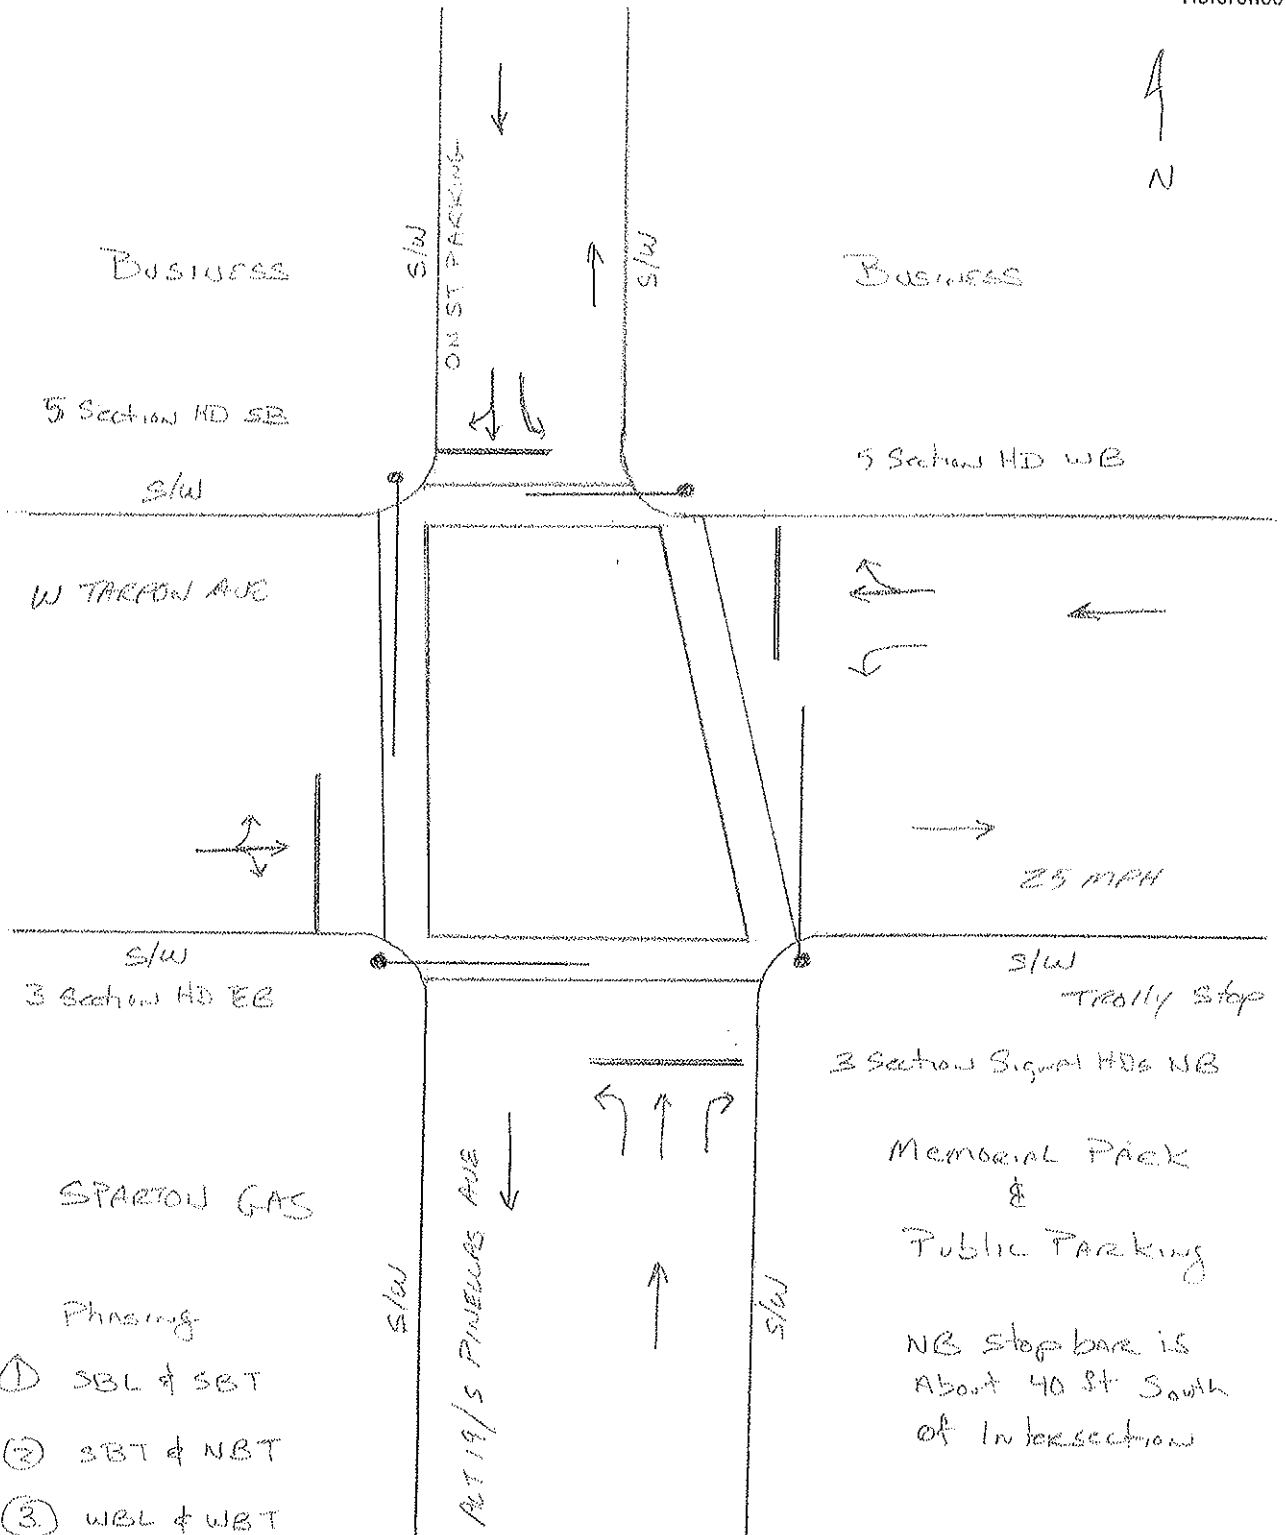 N
S/W
ON ST PARKING
S/W
BUSINESS
BUSINESS
5 Section HD SB
5 Section HD WB
S/W
W TARPON AVE
25 MPH
S/W
S/W
3 Section HD EB
TROlly Stop
3 Section Signal HDs NB
MEMORIAL PARK
&
Public PARKING
SPARTON GAS
ALT 19/S PINELLAS AVE
S/W
S/W
NB Stop bar is
About 40 ft South
of Intersection
Phasing
1 SBL & SBT
2 SBT & NBT
3. WBL & WBT